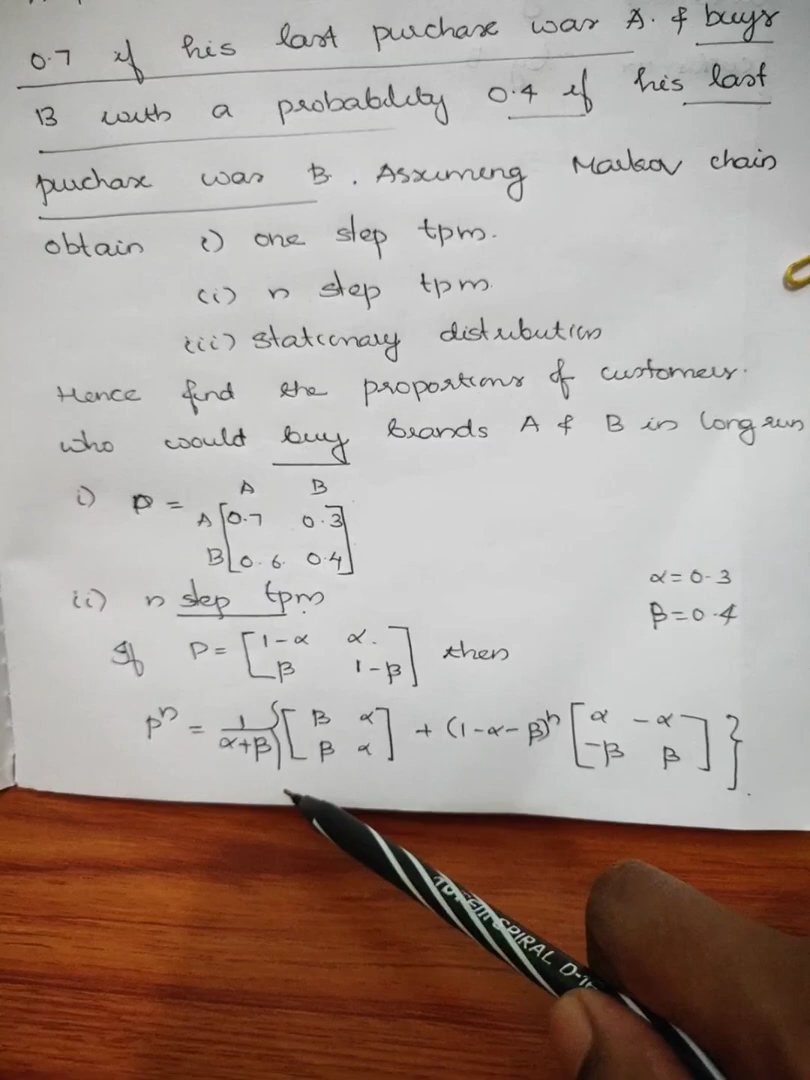 0.7 if his last purchase was A. & buys
B with a probability 0.4 if his last
purchase was B. Assuming Markov chain
obtain i) one step tpm.
(i) n step tpm.
iii) stationary distribution
Hence find the proportions of customers.
who would buy brands A & B in long run
i) P = A B
A [0.7 0.3]
B [0.6 0.4]
α = 0.3
β = 0.4
ii) n step tpm
If P = [1-α α. β 1-β] then
Pⁿ = 1/(α+β) { [β α β α] + (1-α-β)ⁿ [α -α -β β] }.
TOTEM SPIRAL